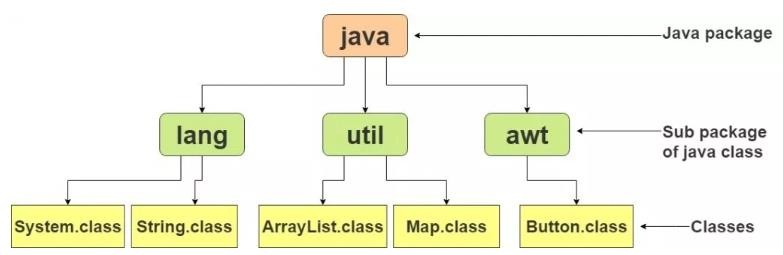 java
Java package
lang
util
awt
Sub package
of java class
System.class
String.class
ArrayList.class
Map.class
Button.class
Classes